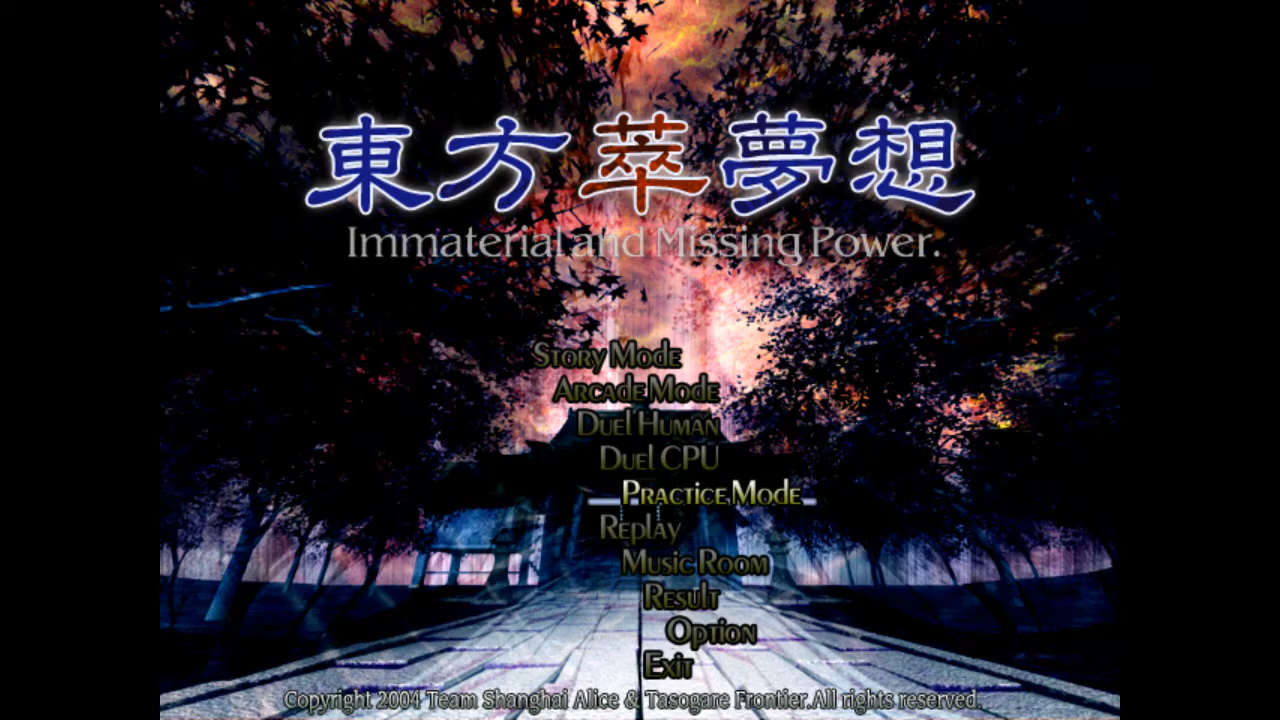 東方萃夢想
Immaterial and Missing Power.
Story Mode
Arcade Mode
Duel Human
Duel CPU
Practice Mode
Replay
Music Room
Result
Option
Exit
Copyright 2004 Team Shanghai Alice & Tasogare Frontier.All rights reserved.